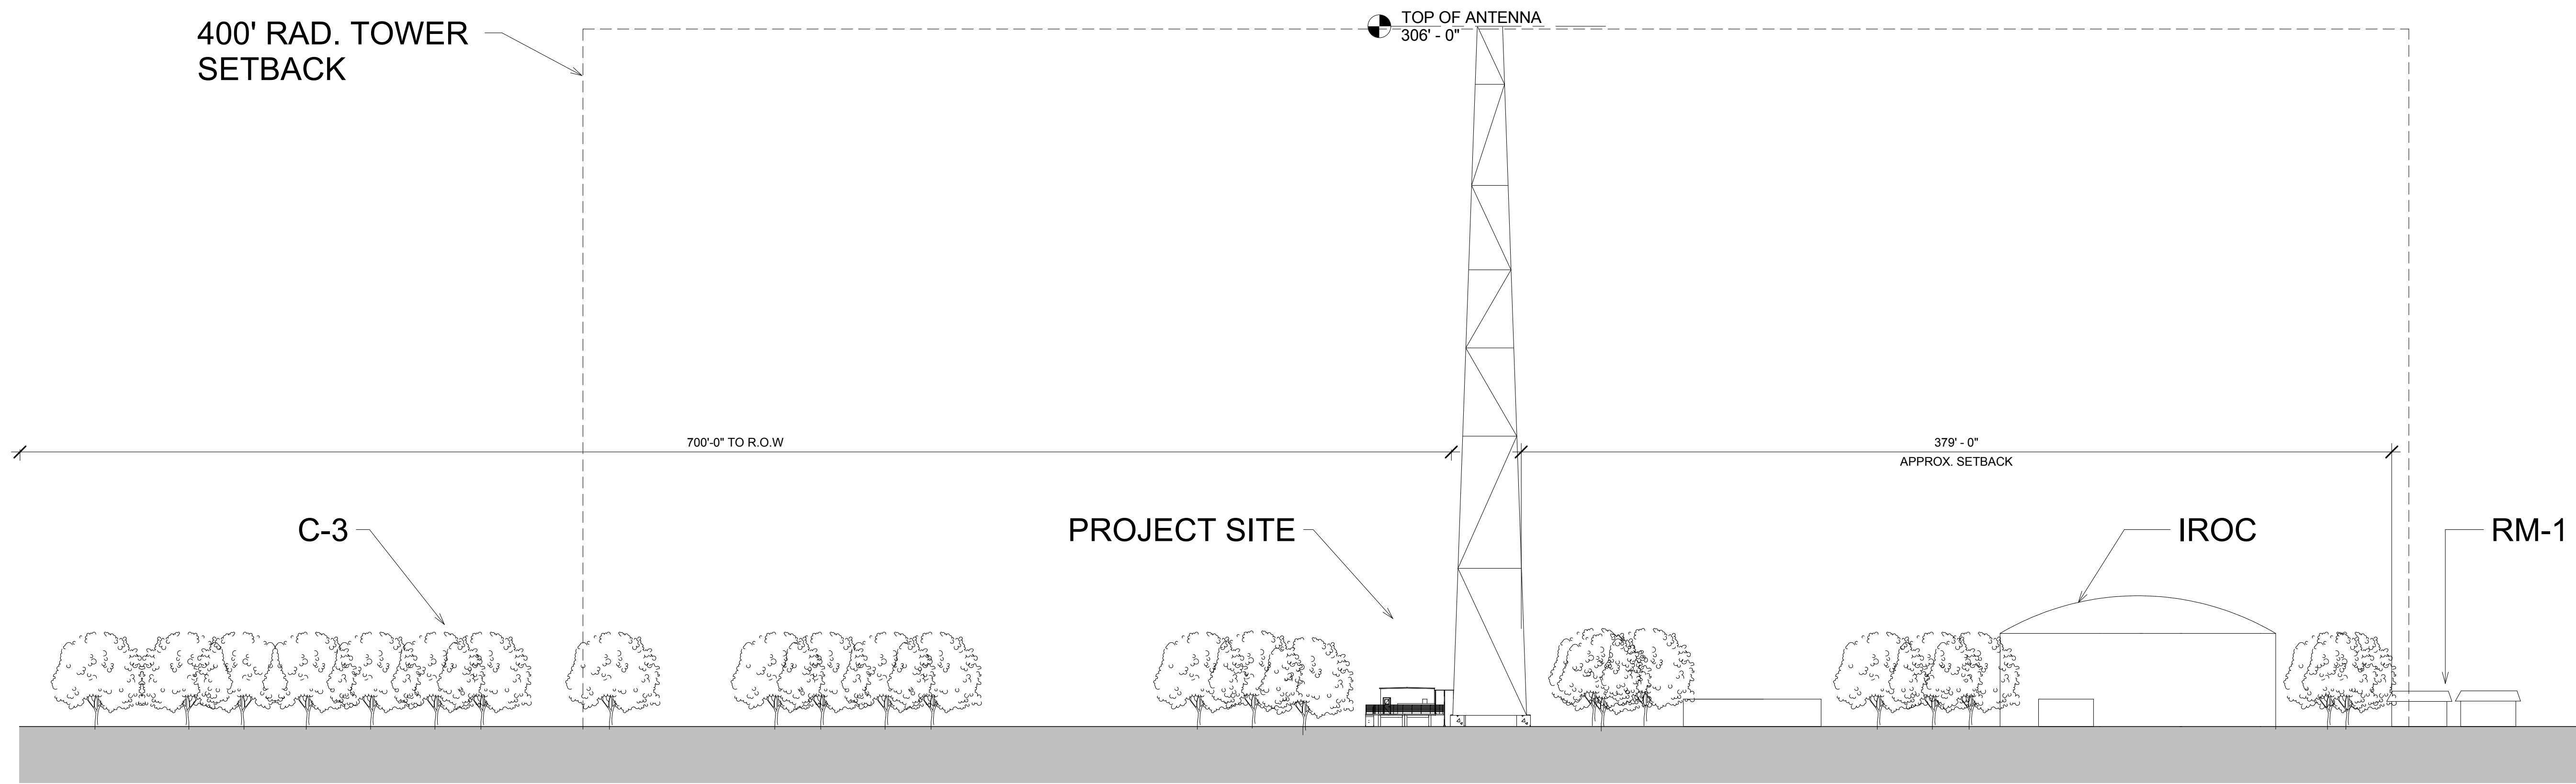 400' RAD. TOWER
SETBACK
TOP OF ANTENNA
306' - 0"
700'-0" TO R.O.W
379' - 0"
APPROX. SETBACK
C-3
PROJECT SITE
IROC
RM-1